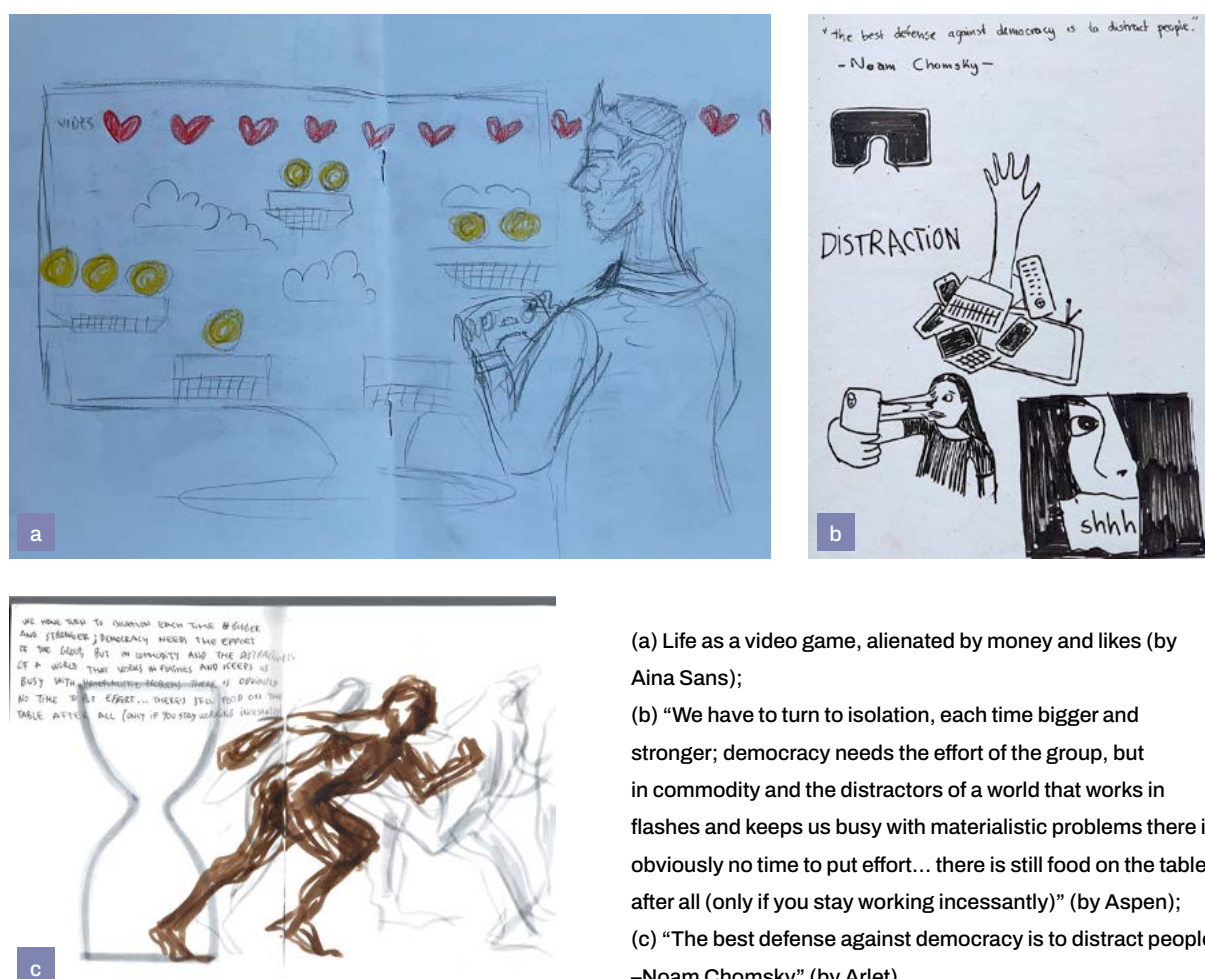 VIDES
a
"the best defense against democracy is to distract people."
- Noam Chomsky -
DISTRACTION
shhh
b
WE HAVE TURN TO ISOLATION EACH TIME BIGGER
AND STRONGER; DEMOCRACY NEEDS THE EFFORT
OF THE GROUP, BUT IN COMMODITY AND THE DISTRACTORS
OF A WORLD THAT WORKS IN FLASHES AND KEEPS US
BUSY WITH MATERIALISTIC PROBLEMS THERE IS OBVIOUSLY
NO TIME TO PUT EFFORT... THERE'S STILL FOOD ON THE
TABLE AFTER ALL (ONLY IF YOU STAY WORKING INCESSANTLY)
c
(a) Life as a video game, alienated by money and likes (by
Aina Sans);
(b) “We have to turn to isolation, each time bigger and
stronger; democracy needs the effort of the group, but
in commodity and the distractors of a world that works in
flashes and keeps us busy with materialistic problems there i
obviously no time to put effort… there is still food on the table
after all (only if you stay working incessantly)” (by Aspen);
(c) “The best defense against democracy is to distract people
–Noam Chomsky” (by Arlet)